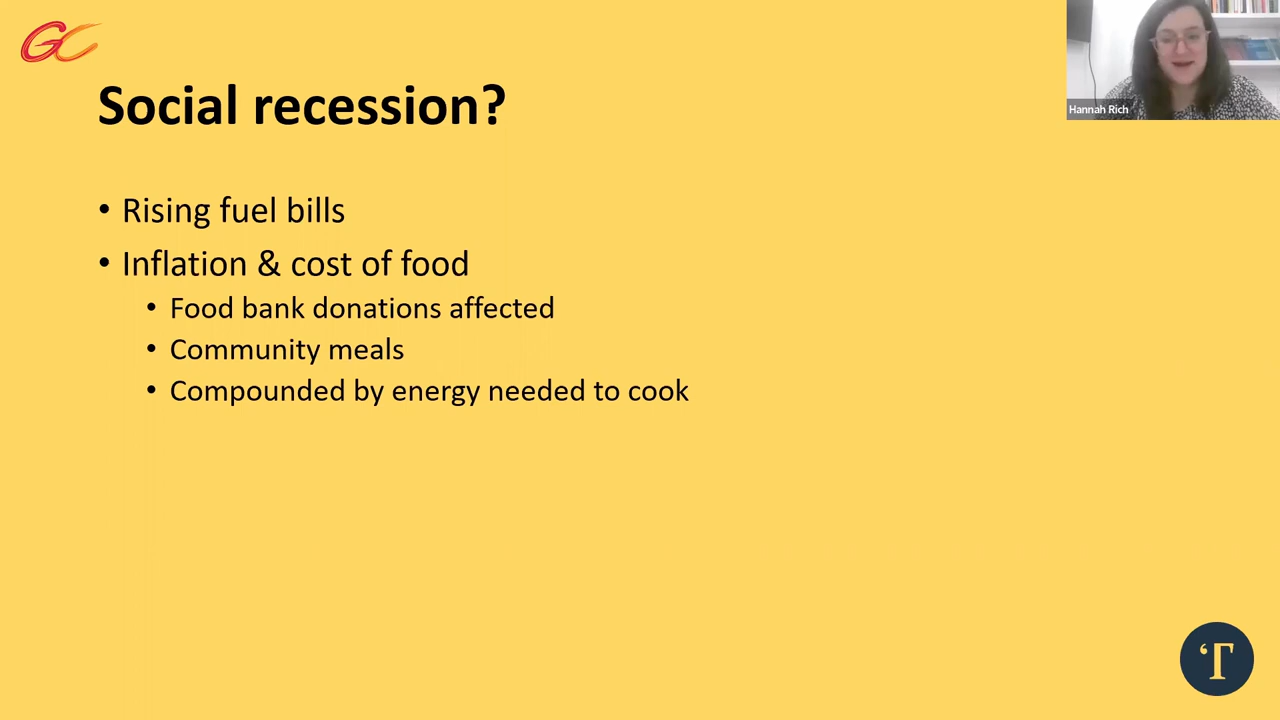 GC
Social recession?
• Rising fuel bills
• Inflation & cost of food
• Food bank donations affected
• Community meals
• Compounded by energy needed to cook
Hannah Rich
‘T